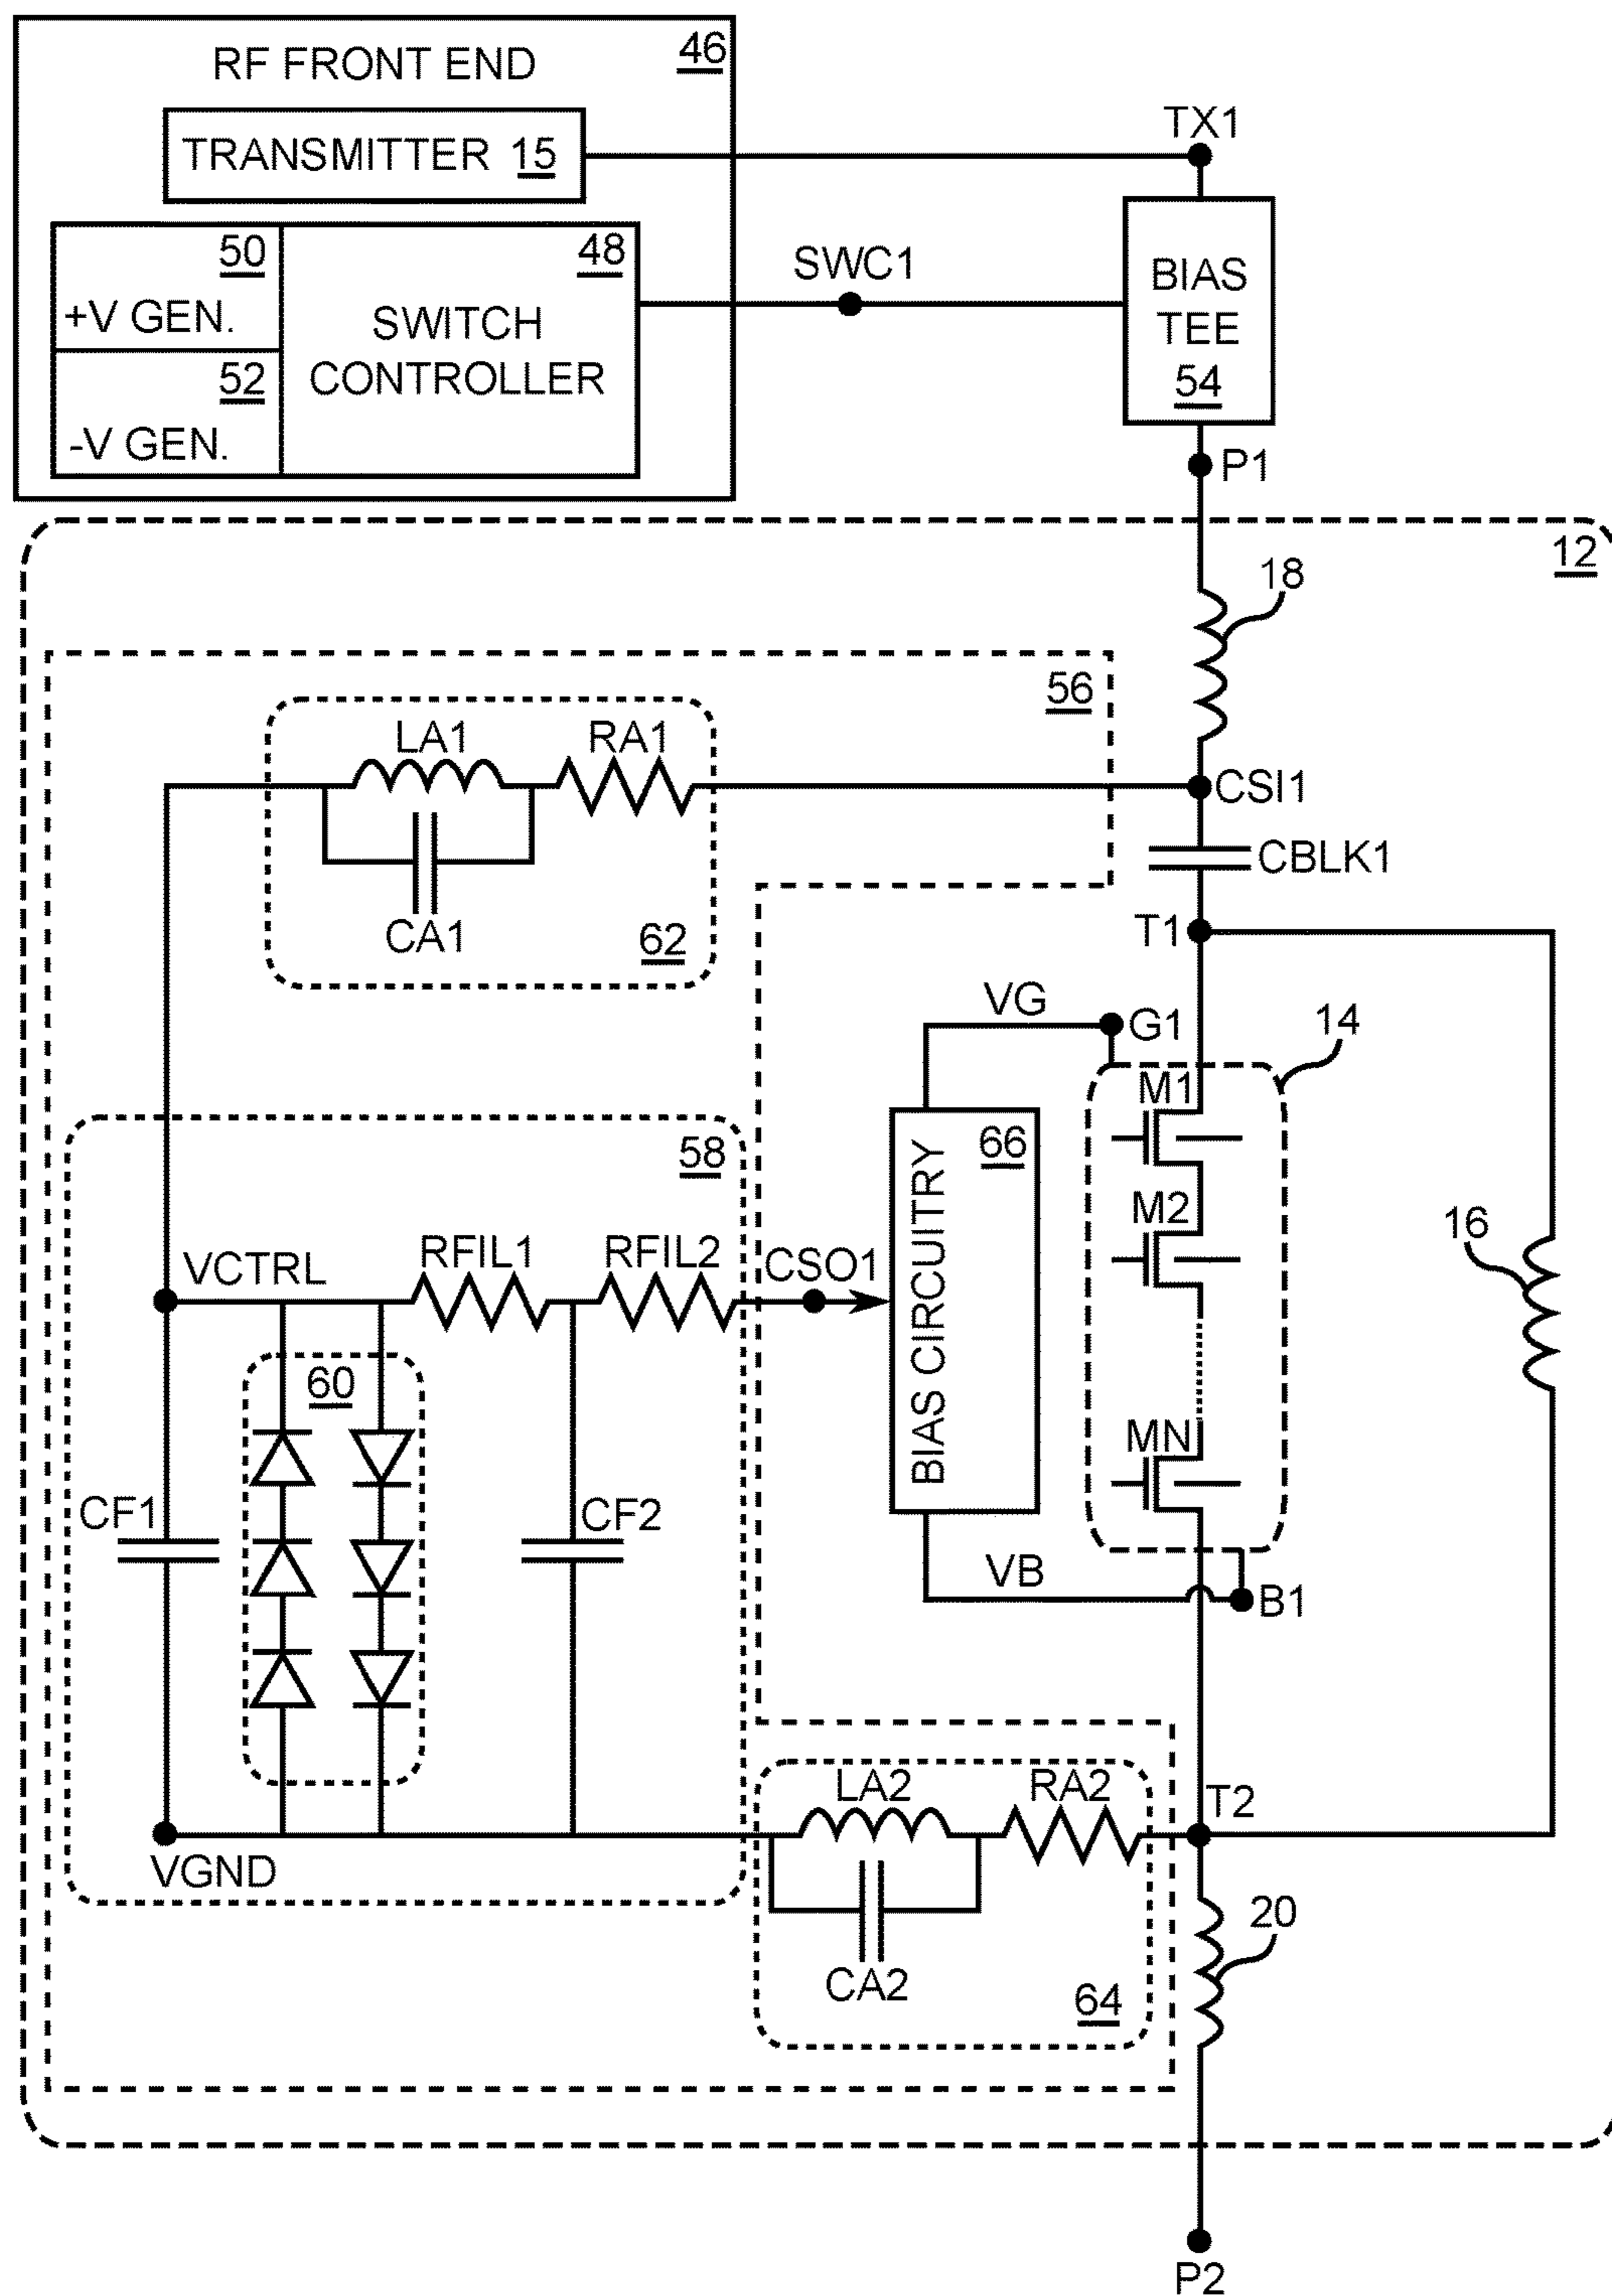 RF FRONT END
46
TRANSMITTER 15
TX1
50
+V GEN.
52
-V GEN.
48
SWITCH
CONTROLLER
SWC1
BIAS
TEE
54
P1
12
18
56
LA1
RA1
CSI1
CA1
62
CBLK1
T1
VG
G1
14
M1
58
66
BIAS CIRCUITRY
M2
16
VCTRL
RFIL1
RFIL2
CSO1
60
MN
CF1
CF2
VB
B1
LA2
RA2
T2
VGND
20
CA2
64
P2